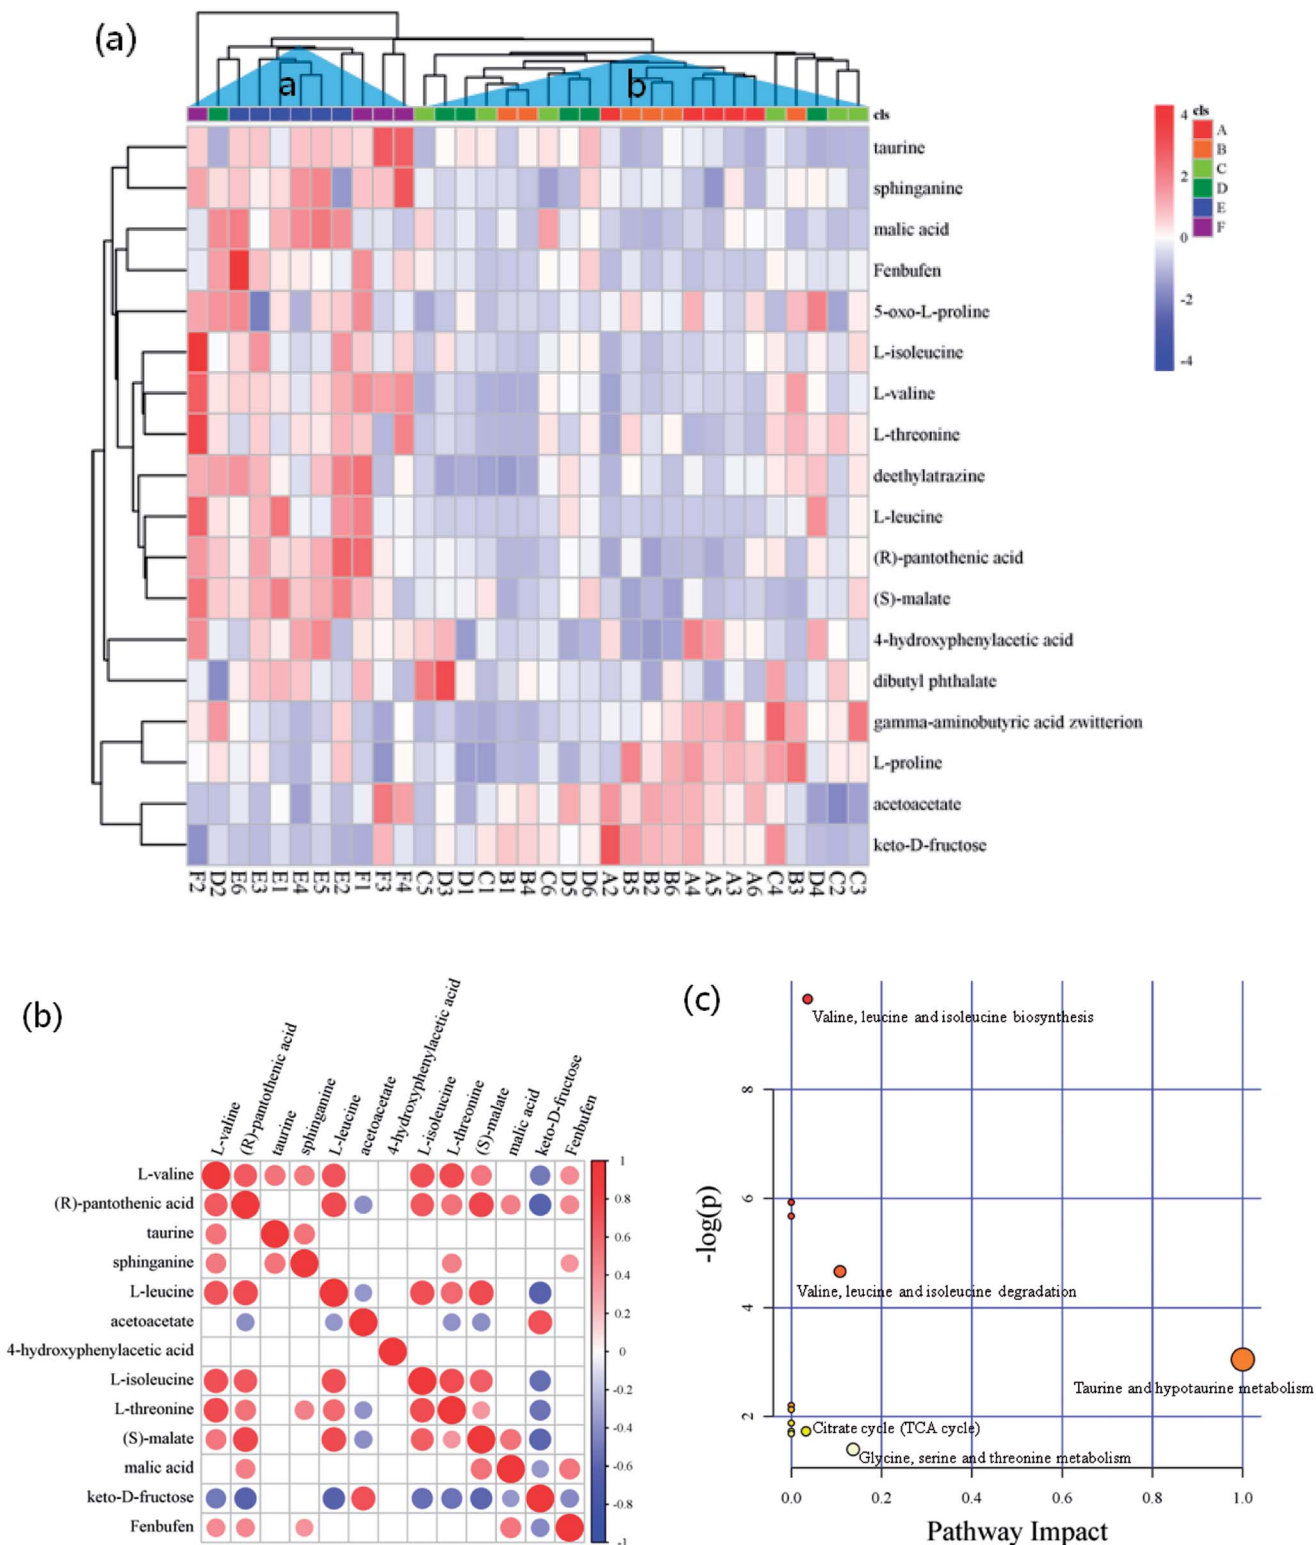 (a)
a
b
cls
taurine
sphinganine
malic acid
Fenbufen
5-oxo-L-proline
L-isoleucine
L-valine
L-threonine
deethylatrazine
L-leucine
(R)-pantothenic acid
(S)-malate
4-hydroxyphenylacetic acid
dibutyl phthalate
gamma-aminobutyric acid zwitterion
L-proline
acetoacetate
keto-D-fructose
F2 D2 E6 E3 E1 E4 E5 E2 F1 F3 F4 C5 D3 D1 C1 B1 B4 C6 D5 D6 A2 B5 B2 B6 A4 A5 A3 A6 C4 B3 D4 C2 C3
4
2
0
-2
-4
cls
A
B
C
D
E
F
(b)
L-valine
(R)-pantothenic acid
taurine
sphinganine
L-leucine
acetoacetate
4-hydroxyphenylacetic acid
L-isoleucine
L-threonine
(S)-malate
malic acid
keto-D-fructose
Fenbufen
L-valine
(R)-pantothenic acid
taurine
sphinganine
L-leucine
acetoacetate
4-hydroxyphenylacetic acid
L-isoleucine
L-threonine
(S)-malate
malic acid
keto-D-fructose
Fenbufen
1
0.8
0.6
0.4
0.2
0
-0.2
-0.4
-0.6
-0.8
-1
(c)
Valine, leucine and isoleucine biosynthesis
Valine, leucine and isoleucine degradation
Taurine and hypotaurine metabolism
Citrate cycle (TCA cycle)
Glycine, serine and threonine metabolism
8
6
4
2
-log(p)
0.0 0.2 0.4 0.6 0.8 1.0
Pathway Impact